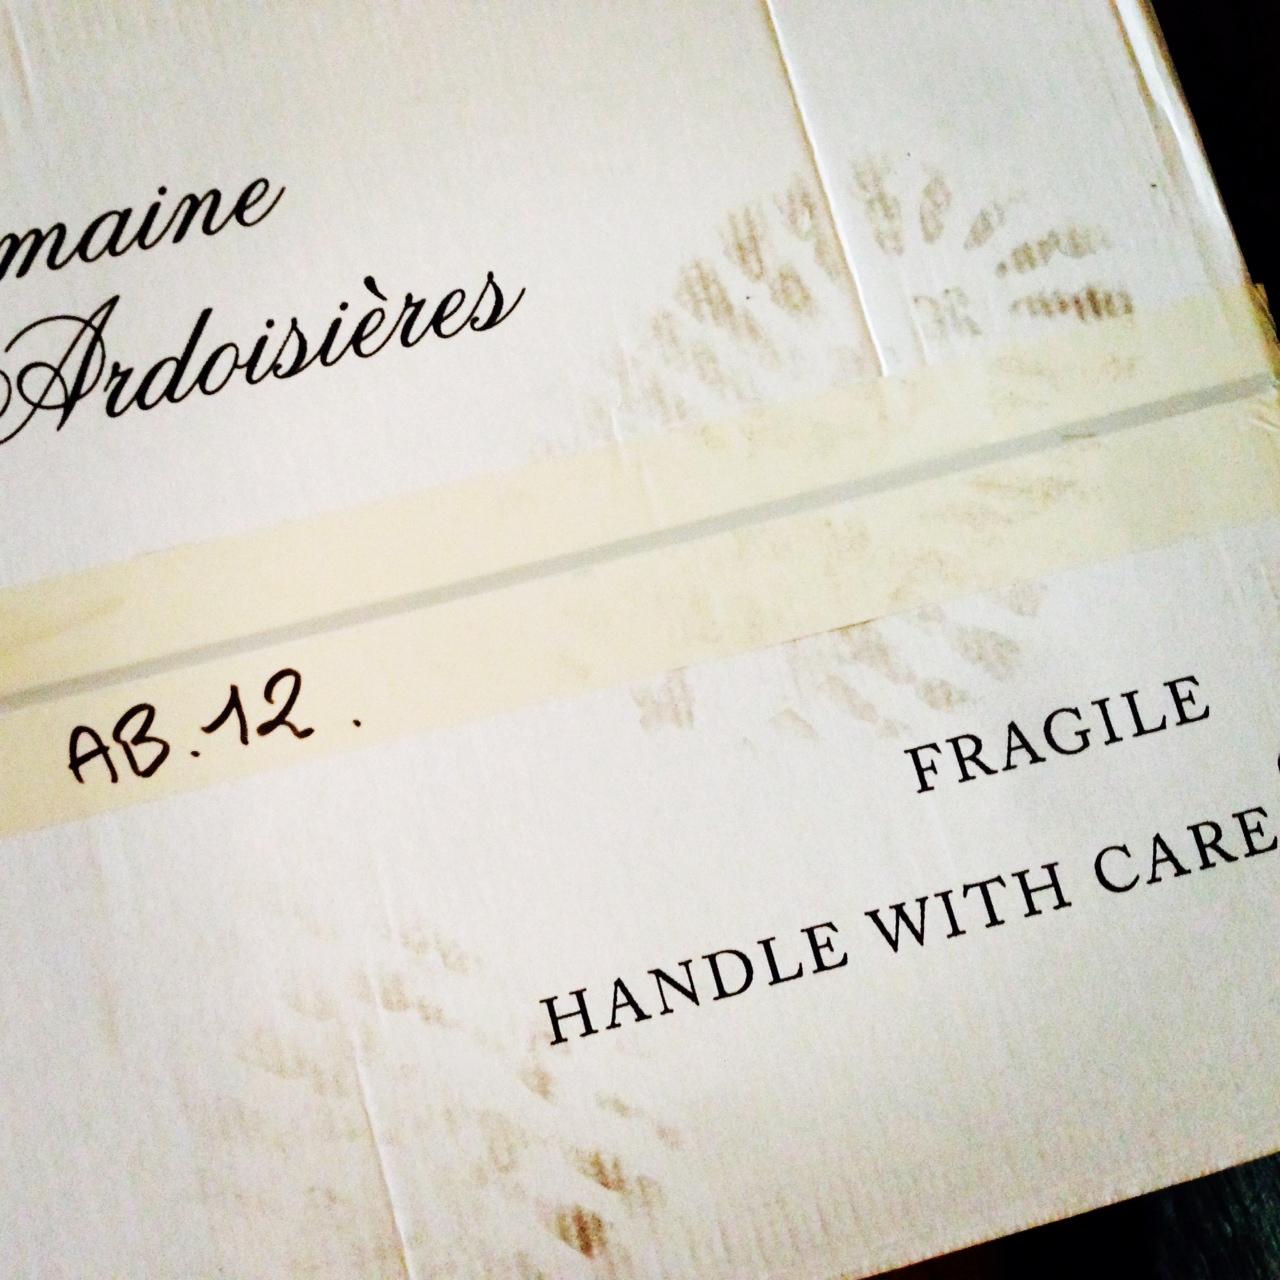 maine
Ardoisières
AB.12.
FRAGILE
HANDLE WITH CARE